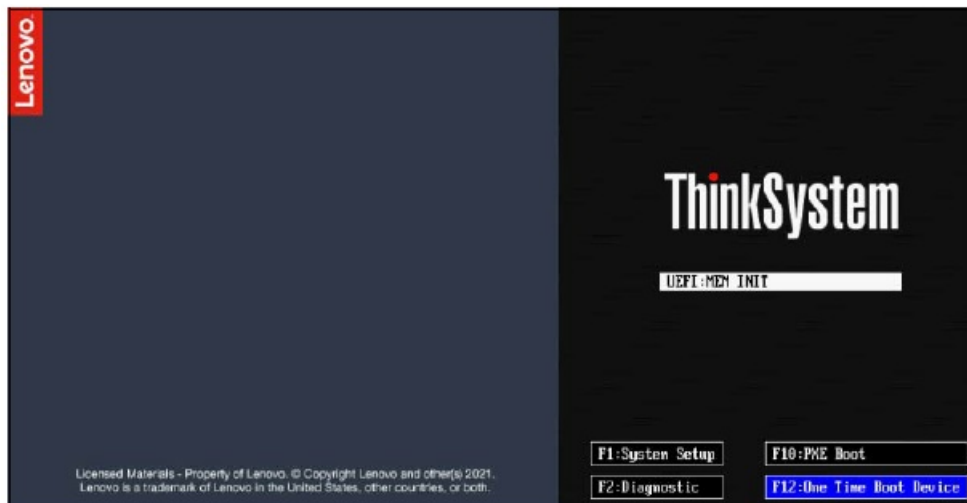 Lenovo.
ThinkSystem
UEFI:MEM INIT
F1:System Setup
F10:PXE Boot
F2:Diagnostic
F12:One Time Boot Device
Licensed Materials - Property of Lenovo. © Copyright Lenovo and other(s) 2021.
Lenovo is a trademark of Lenovo in the United States, other countries, or both.